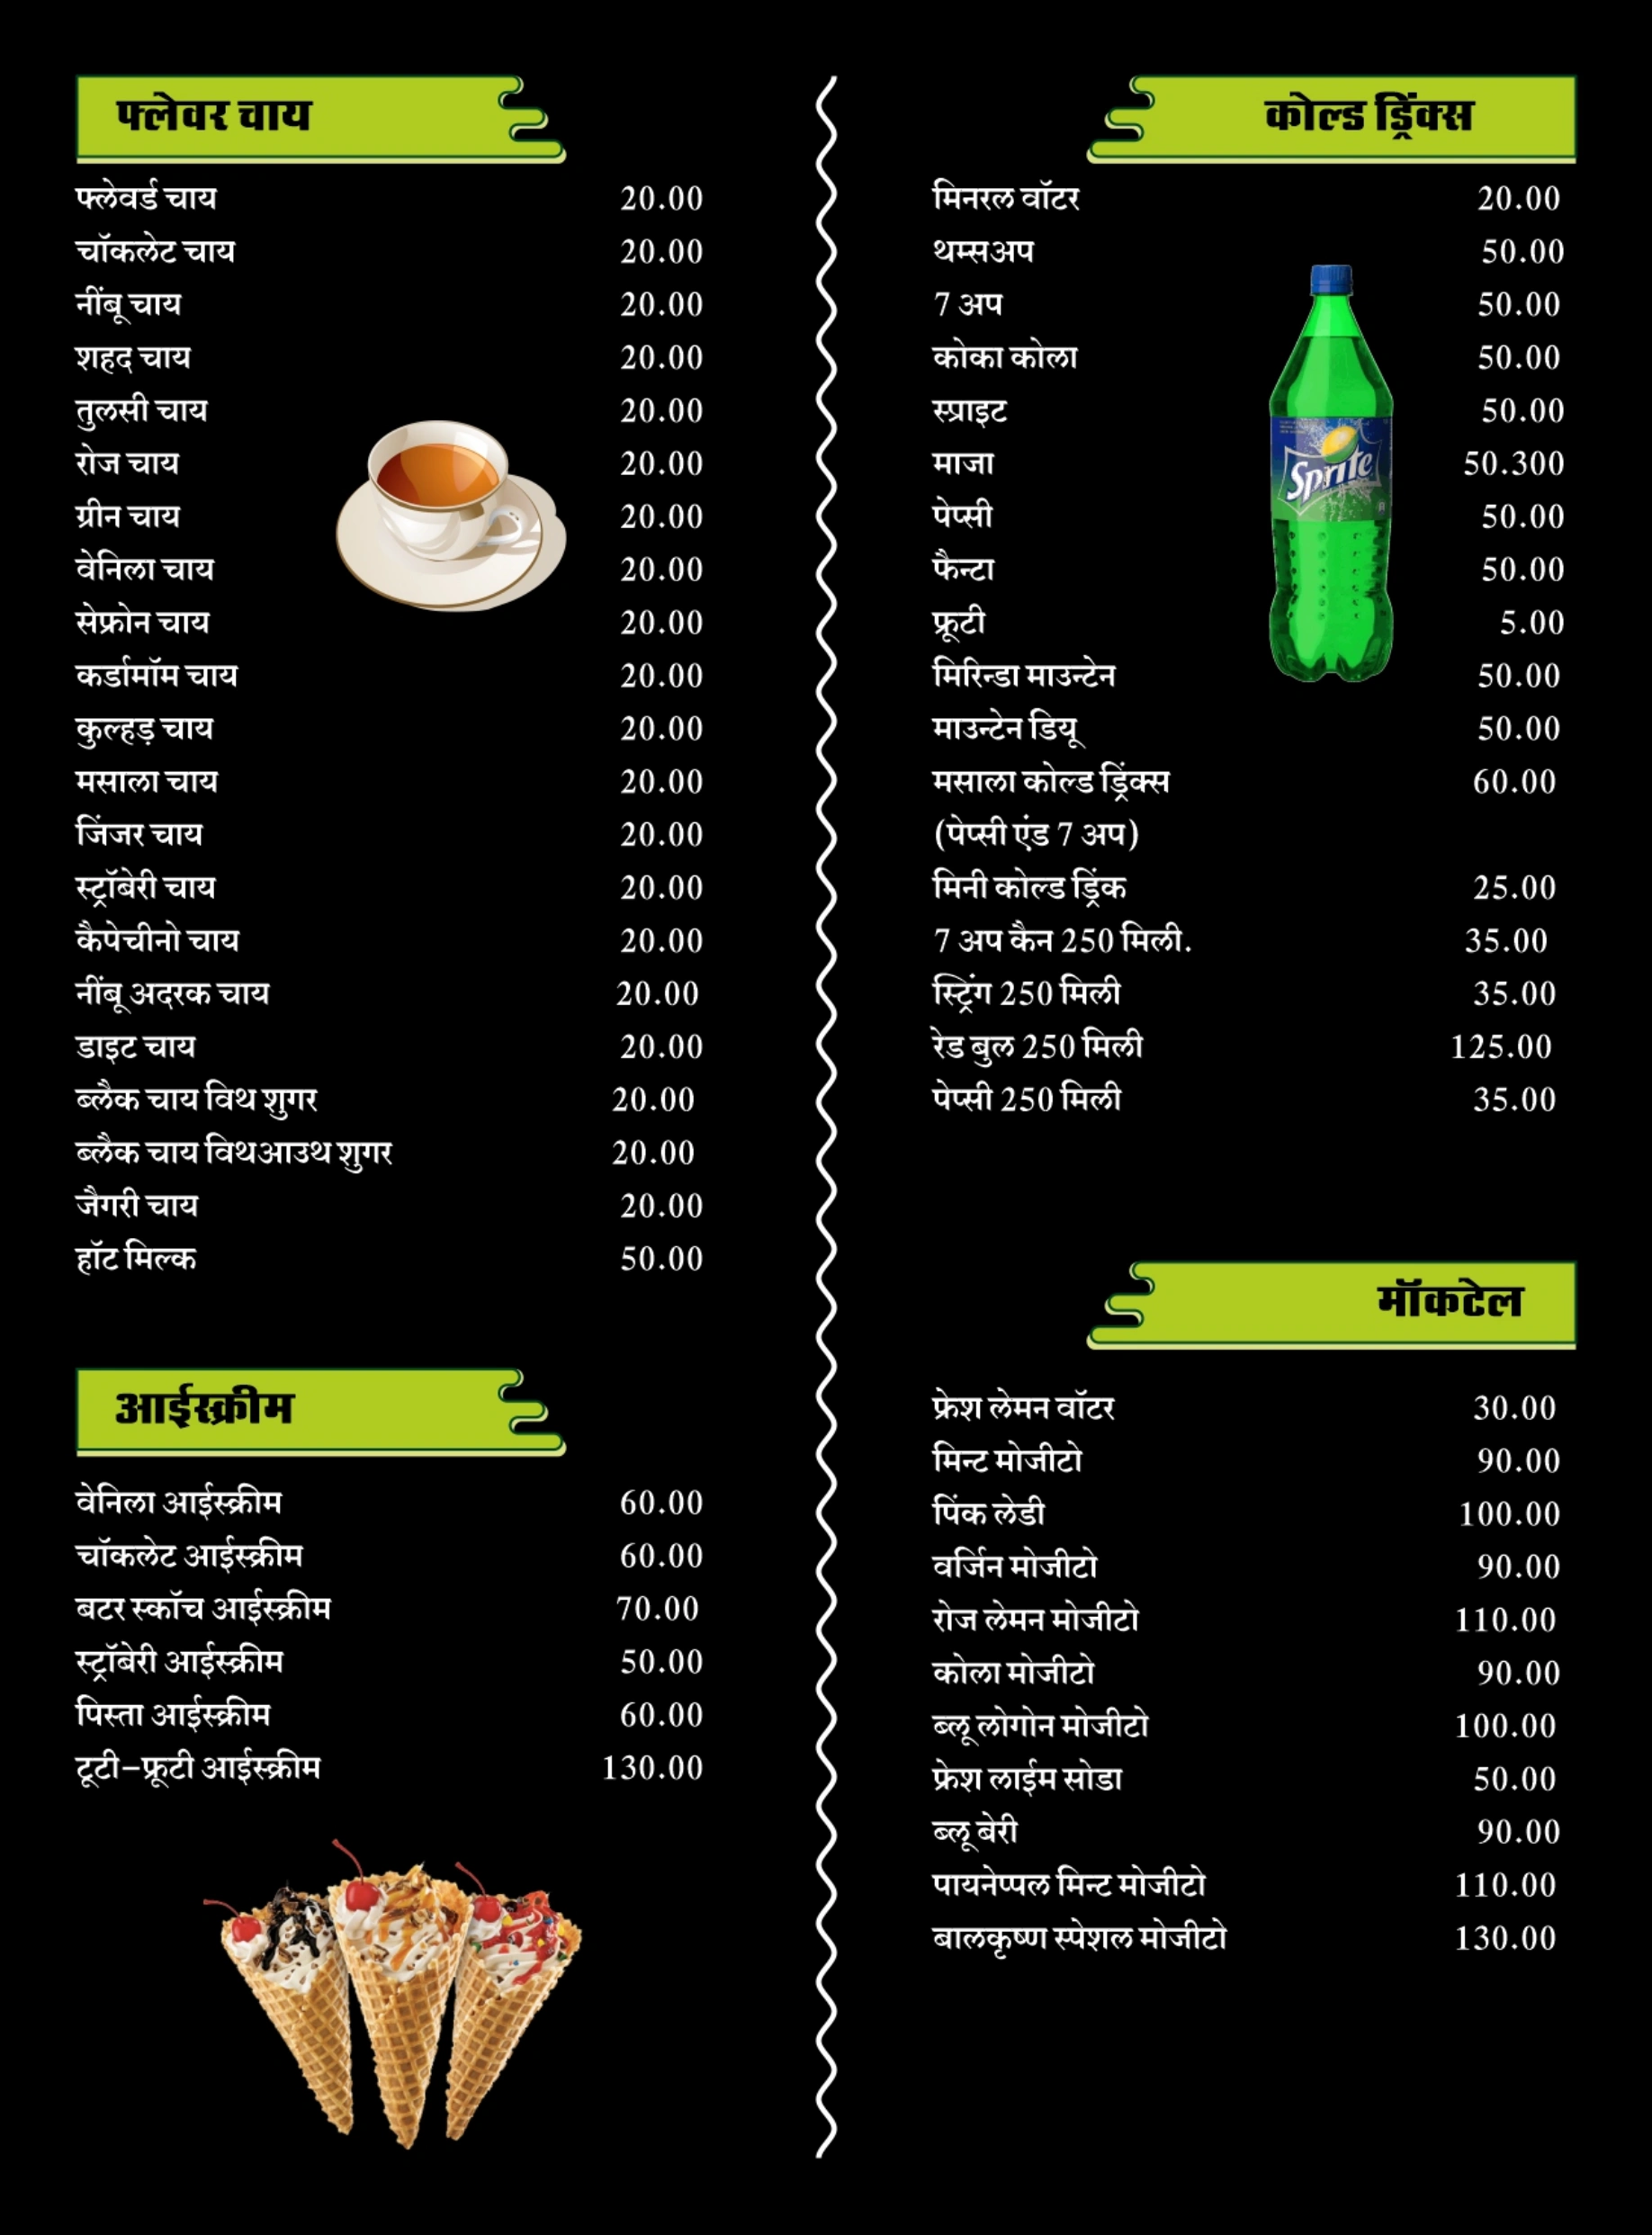 फ्लेवर चाय
फ्लेवर्ड चाय 20.00
चॉकलेट चाय 20.00
नींबू चाय 20.00
शहद चाय 20.00
तुलसी चाय 20.00
रोज चाय 20.00
ग्रीन चाय 20.00
वेनिला चाय 20.00
सेफ्रोन चाय 20.00
कर्डामॉम चाय 20.00
कुल्हड़ चाय 20.00
मसाला चाय 20.00
जिंजर चाय 20.00
स्ट्रॉबेरी चाय 20.00
कैपेचीनो चाय 20.00
नींबू अदरक चाय 20.00
डाइट चाय 20.00
ब्लैक चाय विथ शुगर 20.00
ब्लैक चाय विथआउथ शुगर 20.00
जैगरी चाय 20.00
हॉट मिल्क 50.00
आईस्क्रीम
वेनिला आईस्क्रीम 60.00
चॉकलेट आईस्क्रीम 60.00
बटर स्कॉच आईस्क्रीम 70.00
स्ट्रॉबेरी आईस्क्रीम 50.00
पिस्ता आईस्क्रीम 60.00
टूटी-फ्रूटी आईस्क्रीम 130.00
कोल्ड ड्रिंक्स
मिनरल वॉटर 20.00
थम्सअप 50.00
7 अप 50.00
कोका कोला 50.00
स्प्राइट 50.00
माजा 50.300
पेप्सी 50.00
फैन्टा 50.00
फ्रूटी 5.00
मिरिन्डा माउन्टेन 50.00
माउन्टेन डियू 50.00
मसाला कोल्ड ड्रिंक्स 60.00
(पेप्सी एंड 7 अप)
मिनी कोल्ड ड्रिंक 25.00
7 अप कैन 250 मिली. 35.00
स्ट्रिंग 250 मिली 35.00
रेड बुल 250 मिली 125.00
पेप्सी 250 मिली 35.00
Sprite
मॉकटेल
फ्रेश लेमन वॉटर 30.00
मिन्ट मोजीटो 90.00
पिंक लेडी 100.00
वर्जिन मोजीटो 90.00
रोज लेमन मोजीटो 110.00
कोला मोजीटो 90.00
ब्लू लोगोन मोजीटो 100.00
फ्रेश लाईम सोडा 50.00
ब्लू बेरी 90.00
पायनेप्पल मिन्ट मोजीटो 110.00
बालकृष्ण स्पेशल मोजीटो 130.00